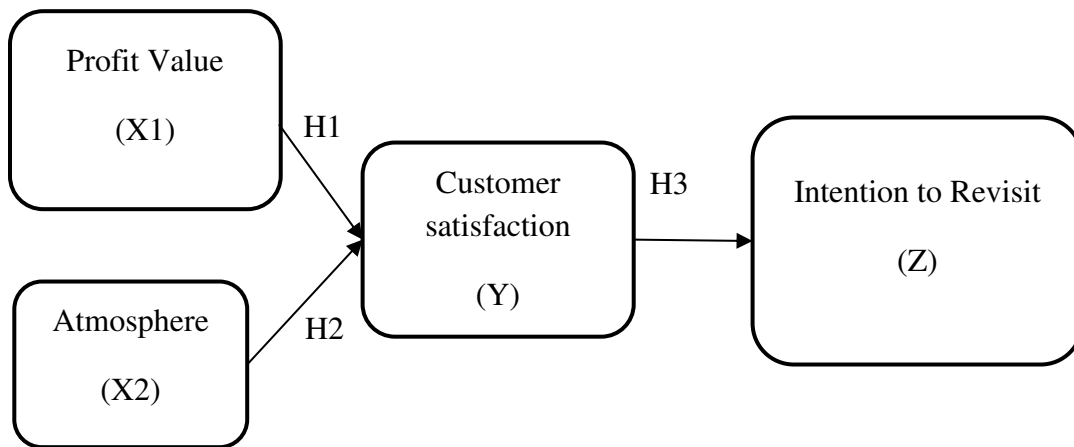 Profit Value
(X1)
H1
Customer
satisfaction
(Y)
H3
Intention to Revisit
(Z)
Atmosphere
(X2)
H2